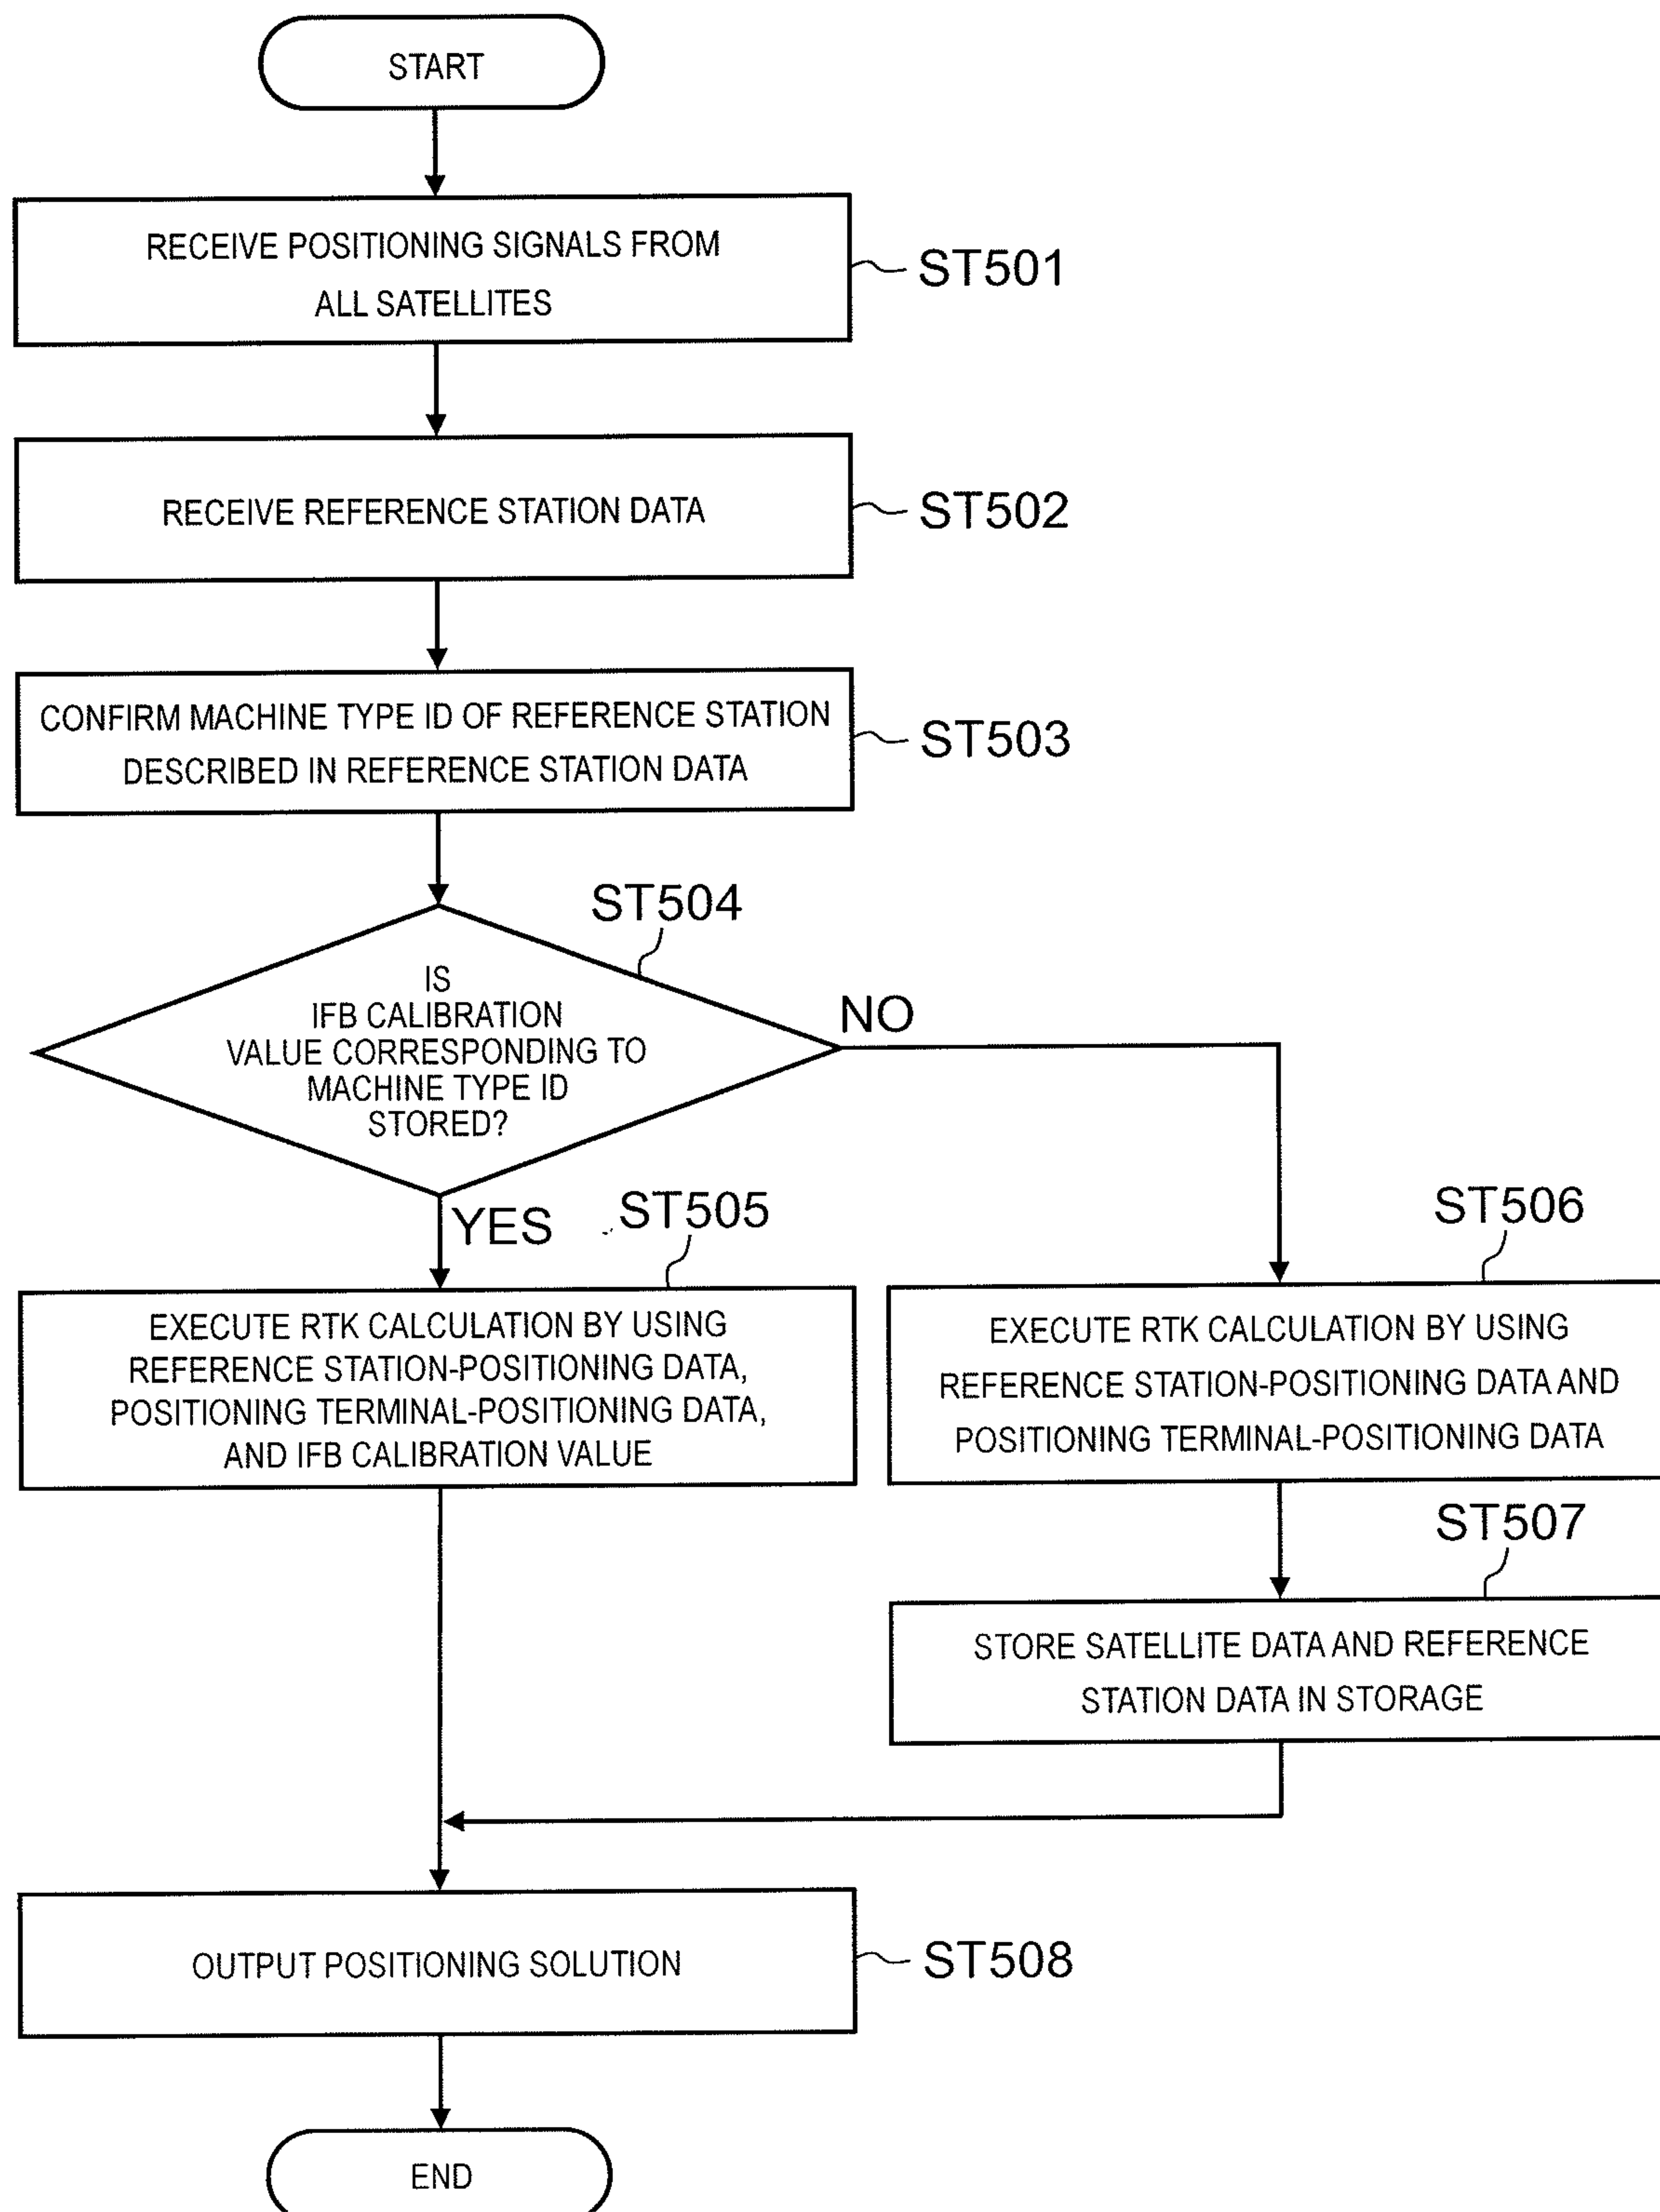 START
RECEIVE POSITIONING SIGNALS FROM
ALL SATELLITES
ST501
RECEIVE REFERENCE STATION DATA
ST502
CONFIRM MACHINE TYPE ID OF REFERENCE STATION
DESCRIBED IN REFERENCE STATION DATA
ST503
ST504
IS
IFB CALIBRATION
VALUE CORRESPONDING TO
MACHINE TYPE ID
STORED?
NO
YES
ST505
EXECUTE RTK CALCULATION BY USING
REFERENCE STATION-POSITIONING DATA,
POSITIONING TERMINAL-POSITIONING DATA,
AND IFB CALIBRATION VALUE
ST506
EXECUTE RTK CALCULATION BY USING
REFERENCE STATION-POSITIONING DATA AND
POSITIONING TERMINAL-POSITIONING DATA
ST507
STORE SATELLITE DATA AND REFERENCE
STATION DATA IN STORAGE
OUTPUT POSITIONING SOLUTION
ST508
END